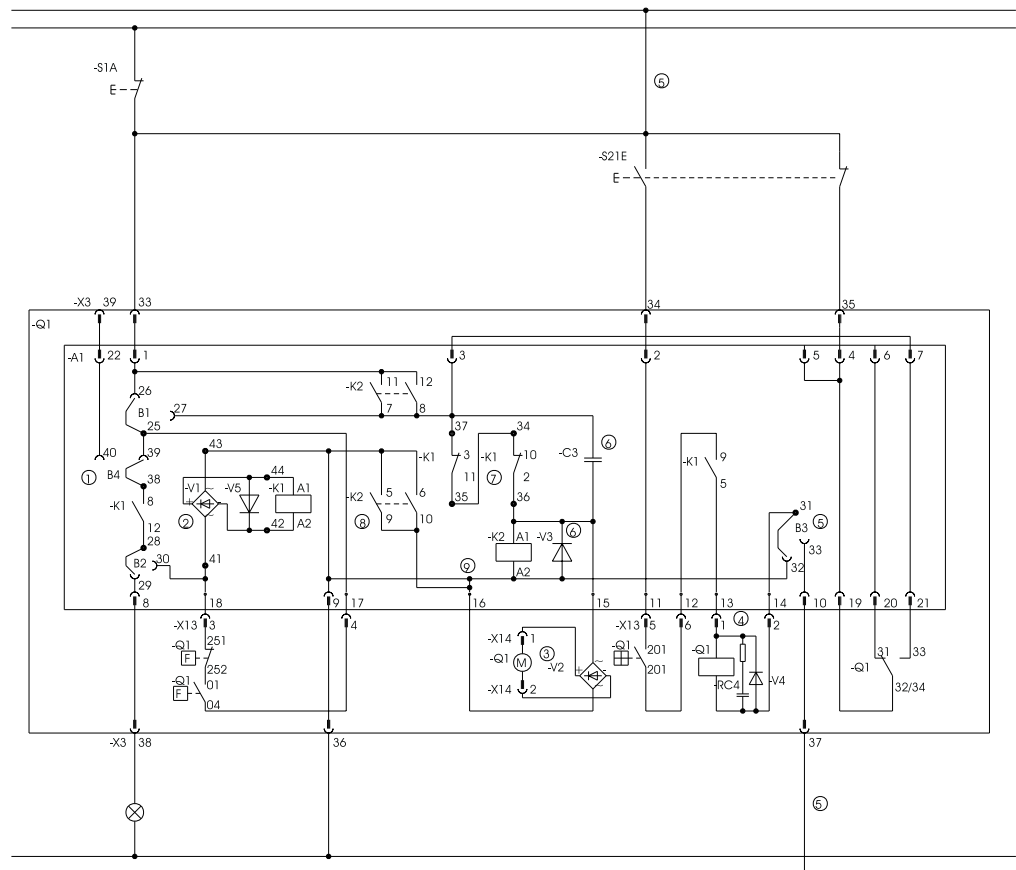 -S1A
E
5
-S21E
E
-X3 39 33 34 35
-Q1
-A1 22 1 3 2 5 4 6 7
26 -K2 11 12
B1 27 7 8
25 37 34
43 -K1 3 -K1 10 -C3 6 9
40 39 -K1
1 B4 44 11 7 2 5
38 -V1 -V5 -K1 A1 -K2 5 6 35 36 31
8 2 8 9 10 B3 5
-K1 42 A2 -K2 A1 -V3 6 33
12 A2 32
28 41
B2 30 9
29
8 18 9 17 16 15 11 12 13 14 10 19 20 21
-X13 3 4 -X14 1 -X13 5 6 1 4 2
-Q1 251 -Q1 201 -Q1 31 33
F 252 -Q1 M 3 -V2 201 -Q1
-Q1 01 -X14 2 -RC4 -V4 32/34
F 04
-X3 38 36 37
5